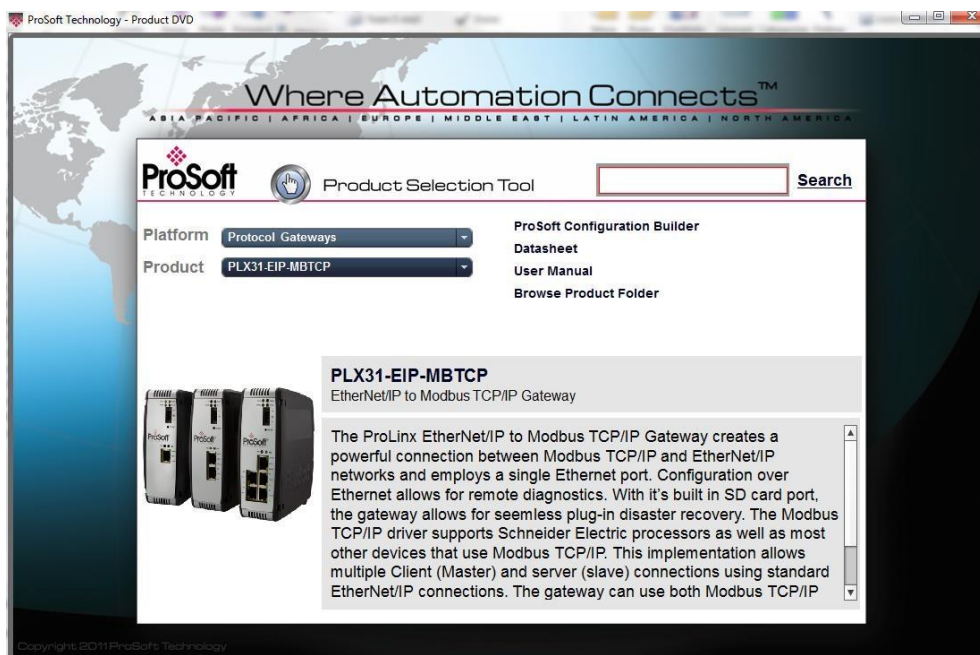 ProSoft Technology - Product DVD
Where Automation Connects™
ASIA PACIFIC | AFRICA | EUROPE | MIDDLE EAST | LATIN AMERICA | NORTH AMERICA
ProSoft
TECHNOLOGY
Product Selection Tool
Search
Platform
Protocol Gateways
Product
PLX31-EIP-MBTCP
ProSoft Configuration Builder
Datasheet
User Manual
Browse Product Folder
ProSoft
ProSoft
ProSoft
PLX31-EIP-MBTCP
EtherNet/IP to Modbus TCP/IP Gateway
The ProLinx EtherNet/IP to Modbus TCP/IP Gateway creates a
powerful connection between Modbus TCP/IP and EtherNet/IP
networks and employs a single Ethernet port. Configuration over
Ethernet allows for remote diagnostics. With it's built in SD card port,
the gateway allows for seemless plug-in disaster recovery. The Modbus
TCP/IP driver supports Schneider Electric processors as well as most
other devices that use Modbus TCP/IP. This implementation allows
multiple Client (Master) and server (slave) connections using standard
EtherNet/IP connections. The gateway can use both Modbus TCP/IP
Copyright 2011 ProSoft Technology